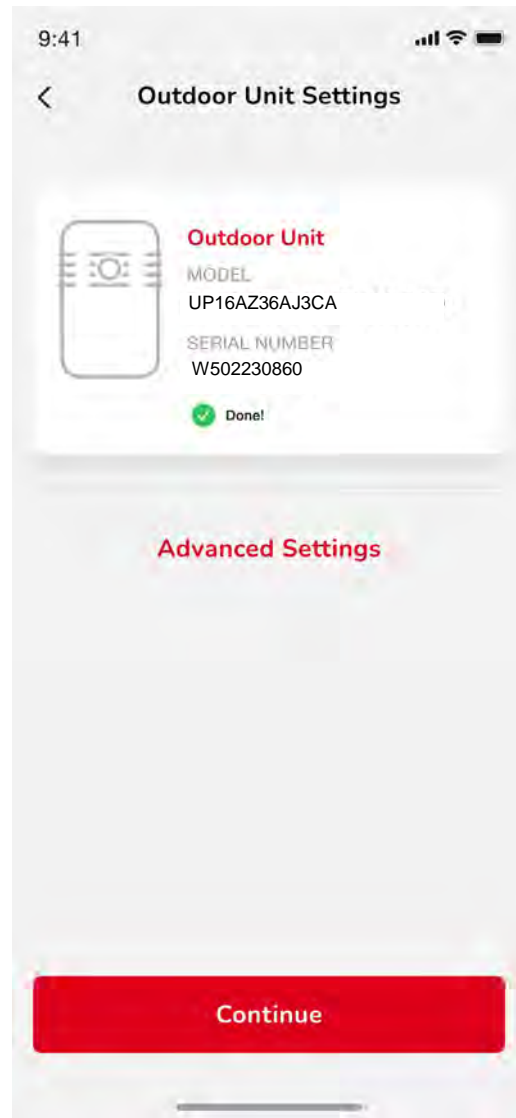 9:41
Outdoor Unit Settings
Outdoor Unit
MODEL
UP16AZ36AJ3CA
SERIAL NUMBER
W502230860
Done!
Advanced Settings
Continue